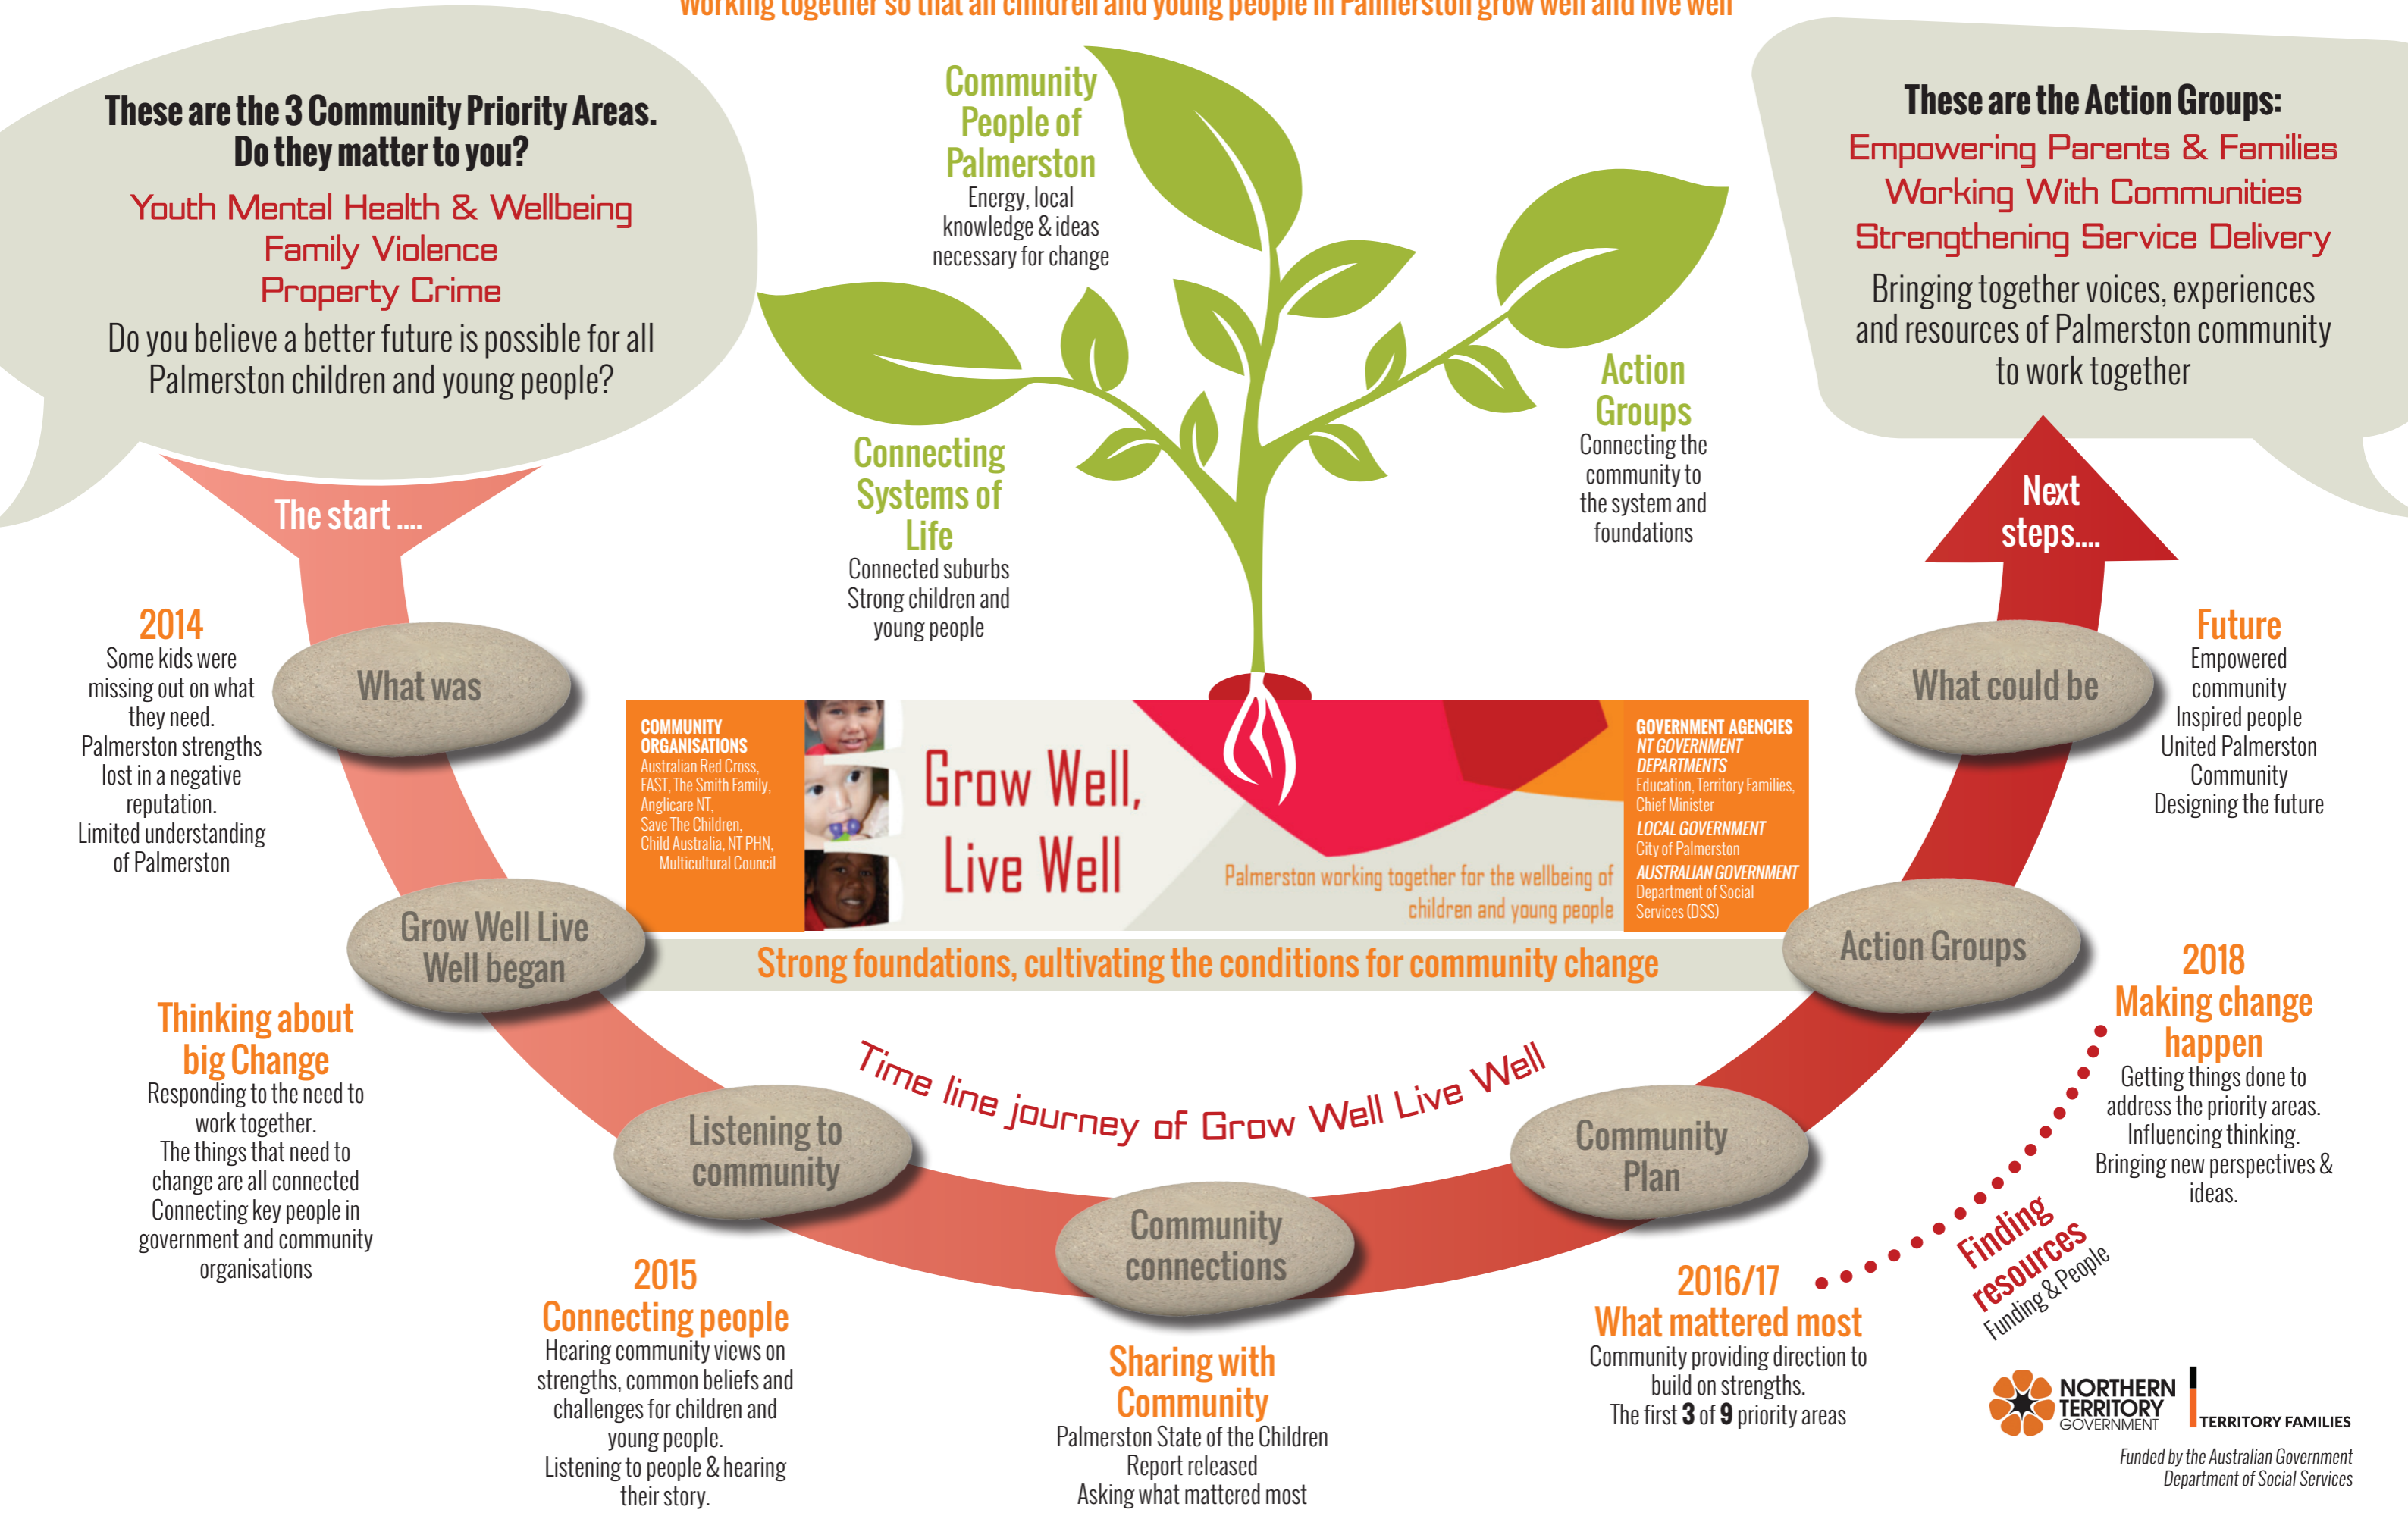 Working together so that all children and young people in Palmerston grow well and live well
These are the 3 Community Priority Areas.
Do they matter to you?
Youth Mental Health & Wellbeing
Family Violence
Property Crime
Do you believe a better future is possible for all
Palmerston children and young people?
Community
People of
Palmerston
Energy, local
knowledge & ideas
necessary for change
Connecting
Systems of
Life
Connected suburbs
Strong children and
young people
Action
Groups
Connecting the
community to
the system and
foundations
These are the Action Groups:
Empowering Parents & Families
Working With Communities
Strengthening Service Delivery
Bringing together voices, experiences
and resources of Palmerston community
to work together
The start ....
2014
Some kids were
missing out on what
they need.
Palmerston strengths
lost in a negative
reputation.
Limited understanding
of Palmerston
What was
Grow Well Live
Well began
Thinking about
big Change
Responding to the need to
work together.
The things that need to
change are all connected
Connecting key people in
government and community
organisations
COMMUNITY
ORGANISATIONS
Australian Red Cross,
FAST, The Smith Family,
Anglicare NT,
Save The Children,
Child Australia, NT PHN,
Multicultural Council
Grow Well,
Live Well
Palmerston working together for the wellbeing of
children and young people
GOVERNMENT AGENCIES
NT GOVERNMENT
DEPARTMENTS
Education, Territory Families,
Chief Minister
LOCAL GOVERNMENT
City of Palmerston
AUSTRALIAN GOVERNMENT
Department of Social
Services (DSS)
Strong foundations, cultivating the conditions for community change
Time line journey of Grow Well Live Well
Listening to
community
2015
Connecting people
Hearing community views on
strengths, common beliefs and
challenges for children and
young people.
Listening to people & hearing
their story.
Community
connections
Sharing with
Community
Palmerston State of the Children
Report released
Asking what mattered most
Community
Plan
2016/17
What mattered most
Community providing direction to
build on strengths.
The first 3 of 9 priority areas
Finding
resources
Funding & People
Action Groups
2018
Making change
happen
Getting things done to
address the priority areas.
Influencing thinking.
Bringing new perspectives &
ideas.
What could be
Future
Empowered
community
Inspired people
United Palmerston
Community
Designing the future
Next
steps....
NORTHERN
TERRITORY
GOVERNMENT
TERRITORY FAMILIES
Funded by the Australian Government
Department of Social Services